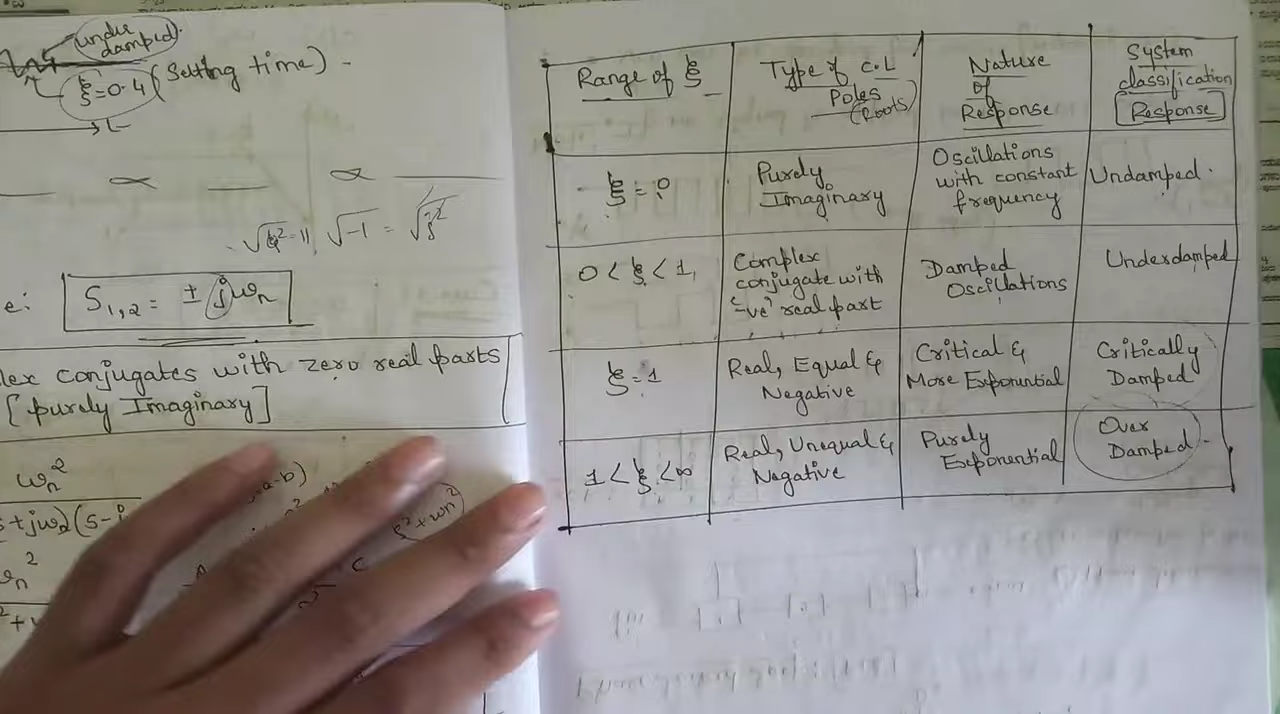 under
damped
ξ=0.4 (Setting time) -
t
√-1 = √j²
e: S₁,₂ = ± jωn
lex conjugates with zero real parts
[purely Imaginary]
ωn²
Range of ξ
Type of C.L
Poles
(roots)
Nature
of
Response
System
classification
[Response]
ξ = 0
Purely
Imaginary
Oscillations
with constant
frequency
Undamped.
0 < ξ < 1
Complex
conjugate with
'-ve' real part
Damped
Oscillations
Underdamped
ξ = 1
Real, Equal &
Negative
Critical &
More Exponential
Critically
Damped
1 < ξ < ∞
Real, Unequal &
Negative
Purely
Exponential
Over
Damped